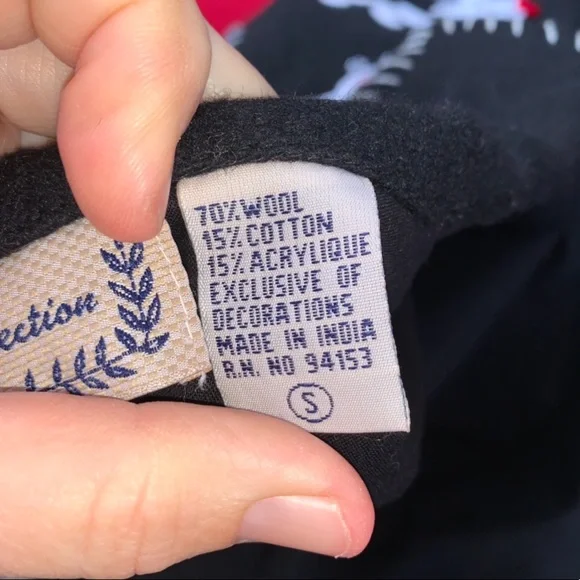 70% WOOL
15% COTTON
15% ACRYLIQUE
EXCLUSIVE OF
DECORATIONS
MADE IN INDIA
R.N. NO 94153
S
ection